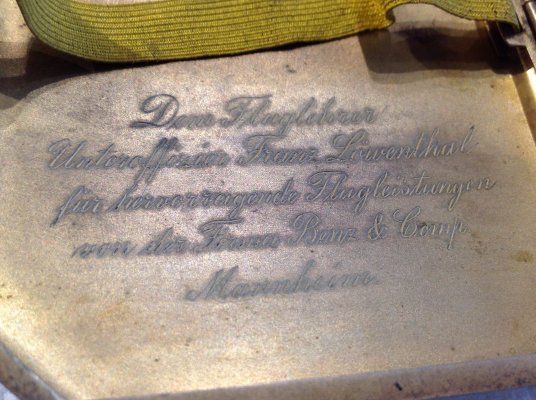 Dem Fluglehrer
Unteroffizier Franz Löwenthal
für hervorragende Flugleistungen
von der Firma Benz & Comp.
Mannheim